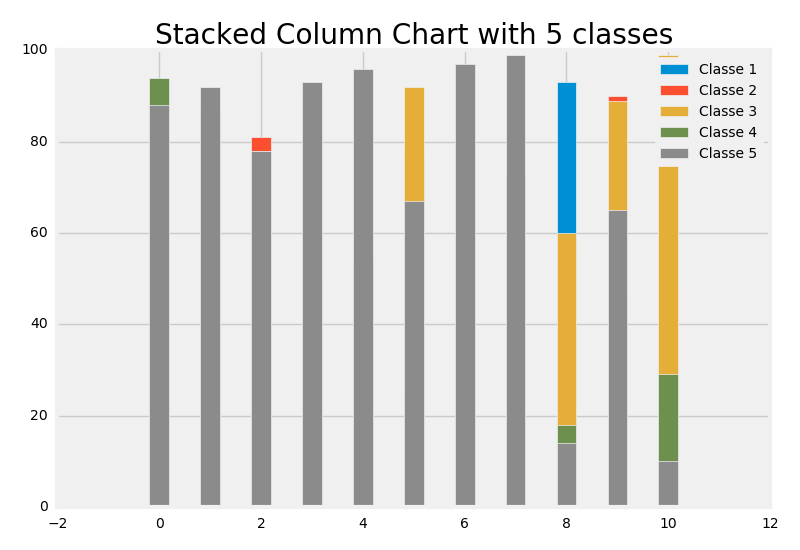 Stacked Column Chart with 5 classes
100
80
60
40
20
0
Classe 1
Classe 2
Classe 3
Classe 4
Classe 5
−2 0 2 4 6 8 10 12